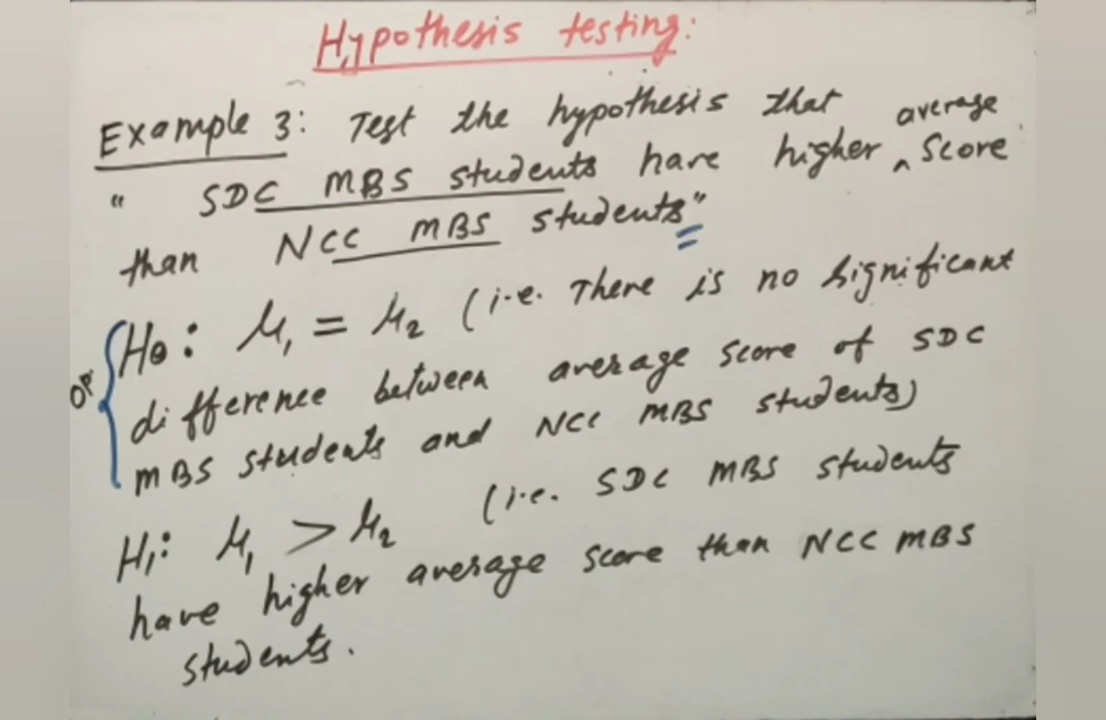 Hypothesis testing:
Example 3: Test the hypothesis that average
" SDC MBS students have higher ^ score
than NCC MBS students"
H0: μ1 = μ2 (i.e. There is no significant
OR { difference between average score of SDC
MBS students and NCC MBS students)
H1: μ1 > μ2 (i.e. SDC MBS students
have higher average score than NCC MBS
students.